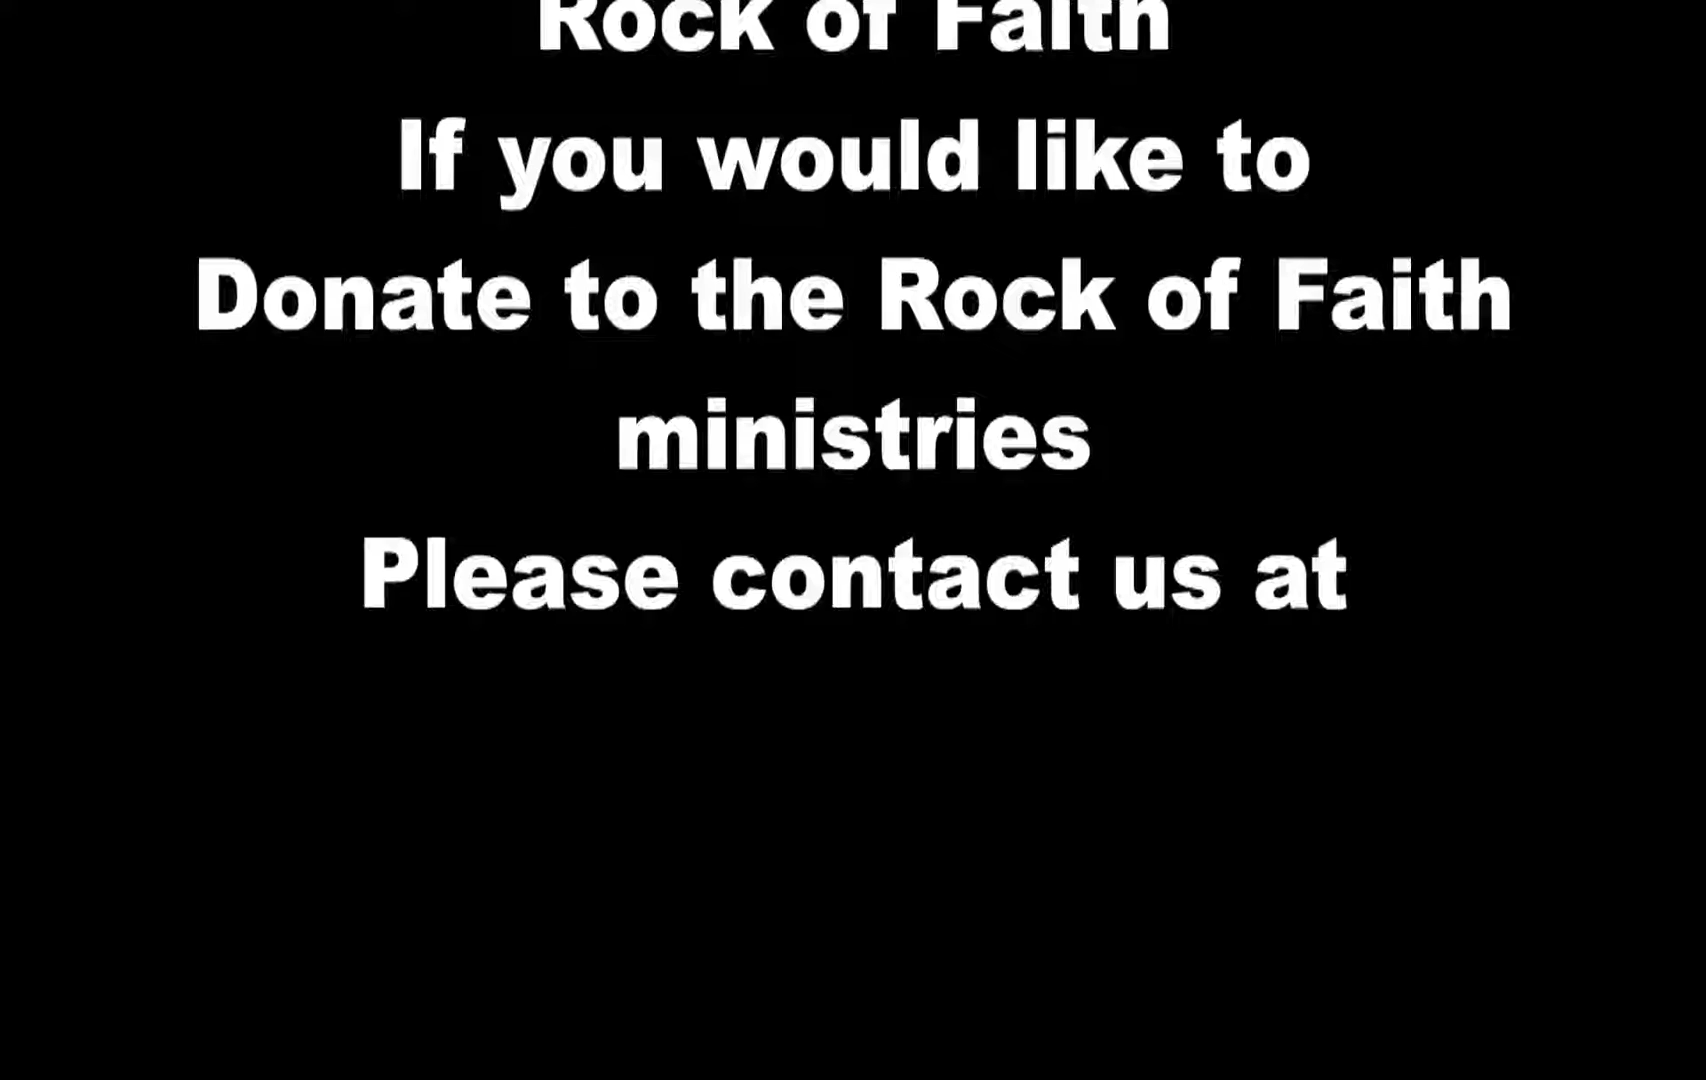 Rock of Faith
If you would like to
Donate to the Rock of Faith
ministries
Please contact us at